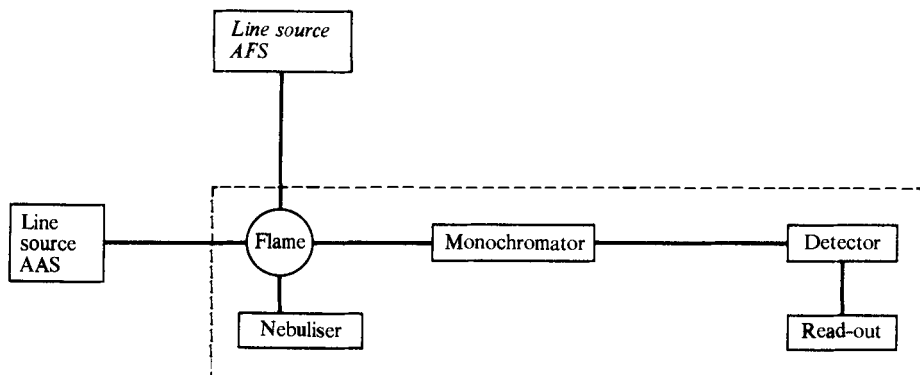 Line source
AFS
Line
source
AAS
Flame
Monochromator
Detector
Nebuliser
Read-out